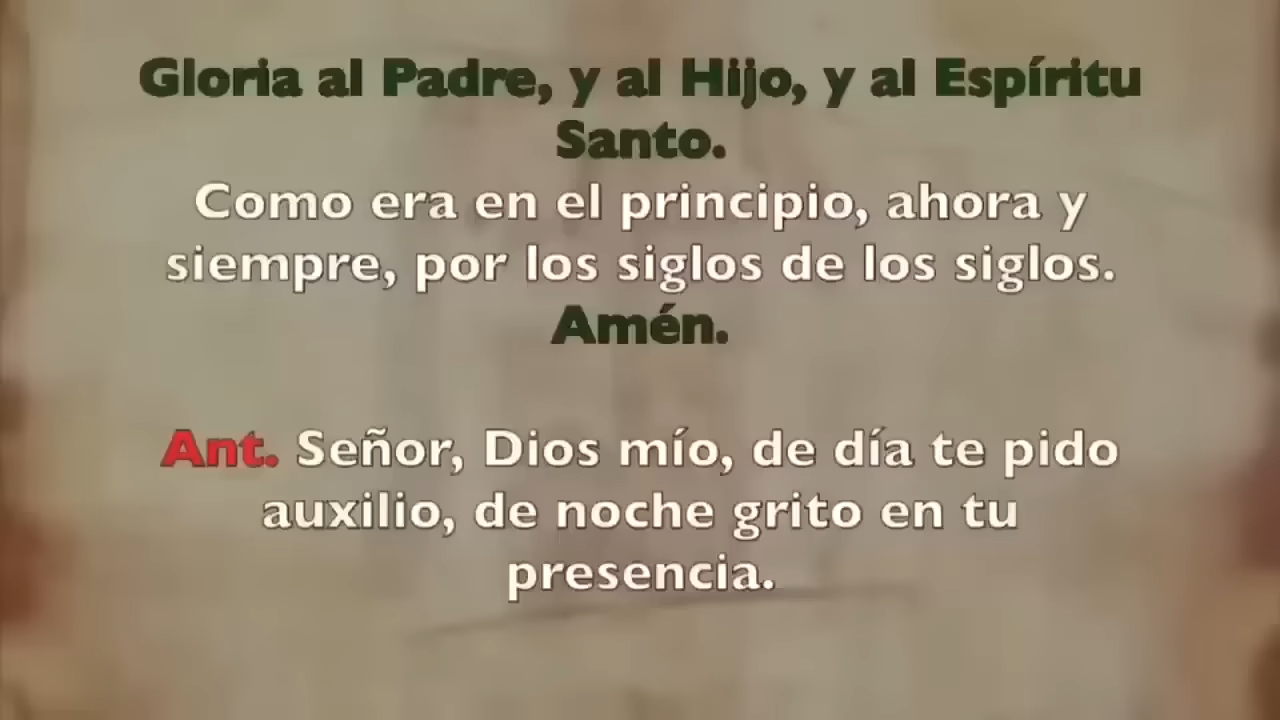 Gloria al Padre, y al Hijo, y al Espíritu
Santo.
Como era en el principio, ahora y
siempre, por los siglos de los siglos.
Amén.
Ant. Señor, Dios mío, de día te pido
auxilio, de noche grito en tu
presencia.